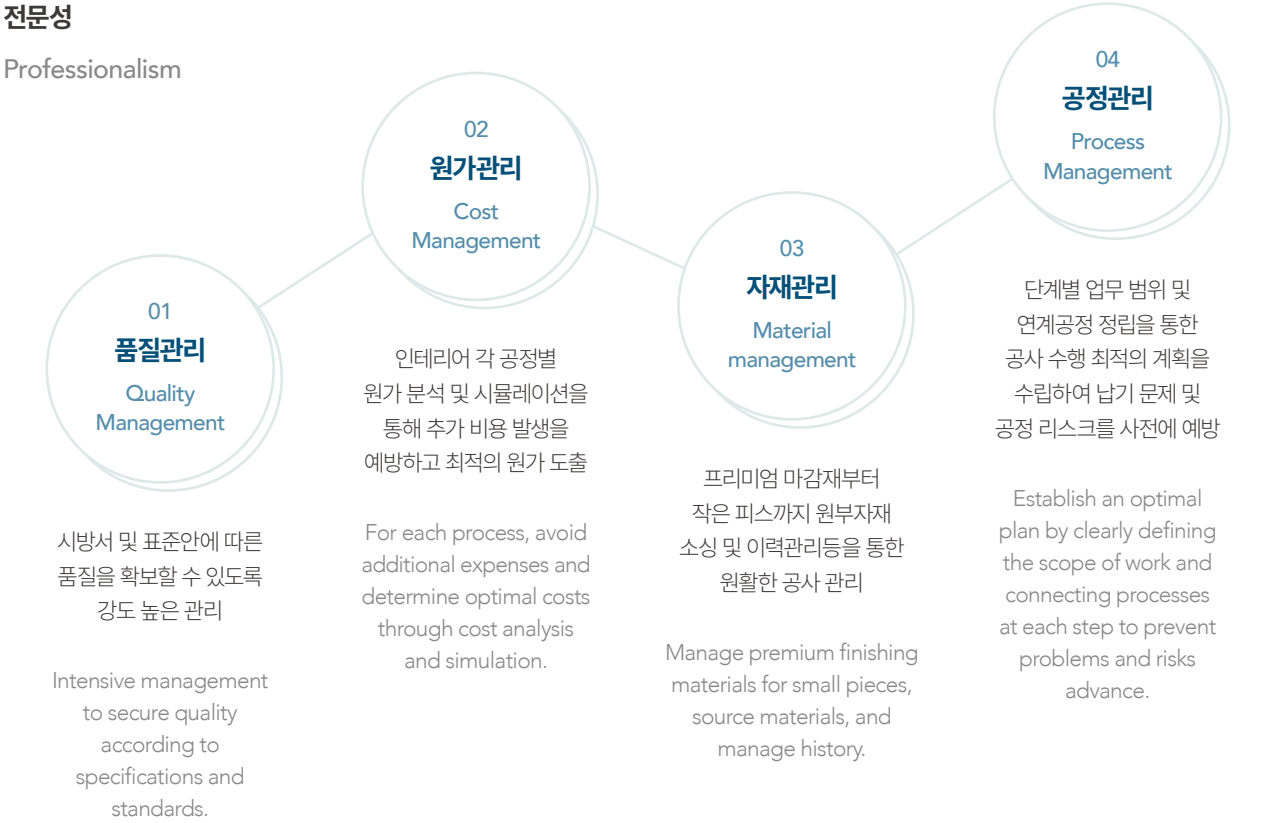 전문성
Professionalism
01
품질관리
Quality
Management
시방서 및 표준안에 따른
품질을 확보할 수 있도록
강도 높은 관리
Intensive management
to secure quality
according to
specifications and
standards.
02
원가관리
Cost
Management
인테리어 각 공정별
원가 분석 및 시뮬레이션을
통해 추가 비용 발생을
예방하고 최적의 원가 도출
For each process, avoid
additional expenses and
determine optimal costs
through cost analysis
and simulation.
03
자재관리
Material
management
프리미엄 마감재부터
작은 피스까지 원부자재
소싱 및 이력관리등을 통한
원활한 공사 관리
Manage premium finishing
materials for small pieces,
source materials, and
manage history.
04
공정관리
Process
Management
단계별 업무 범위 및
연계공정 정립을 통한
공사 수행 최적의 계획을
수립하여 납기 문제 및
공정 리스크를 사전에 예방
Establish an optimal
plan by clearly defining
the scope of work and
connecting processes
at each step to prevent
problems and risks
advance.